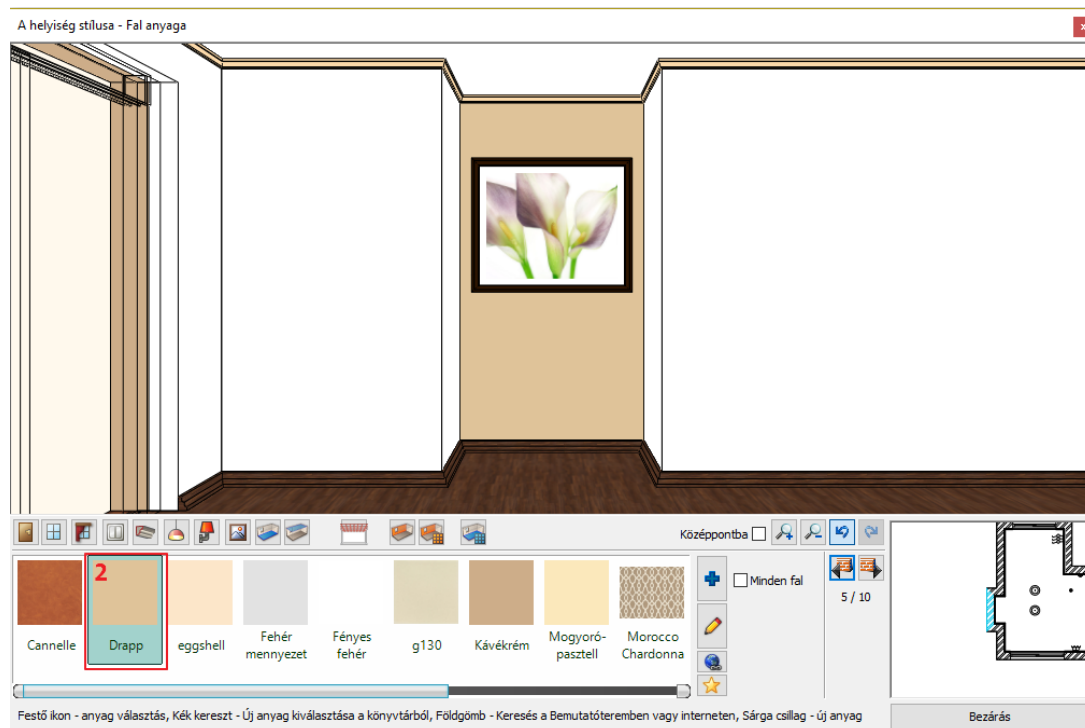 A helyiség stílusa - Fal anyaga
x
Középpontba
2
Minden fal
5 / 10
Cannelle
Drapp
eggshell
Fehér
mennyezet
Fényes
fehér
g130
Kávékrém
Mogyoró-
pasztell
Morocco
Chardonna
Festő ikon - anyag választás, Kék kereszt - Új anyag kiválasztása a könyvtárból, Földgömb - Keresés a Bemutatóteremben vagy interneten, Sárga csillag - új anyag
Bezárás